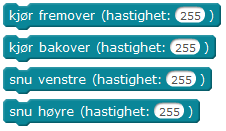 kjør fremover (hastighet: 255 )
kjør bakover (hastighet: 255 )
snu venstre (hastighet: 255 )
snu høyre (hastighet: 255 )